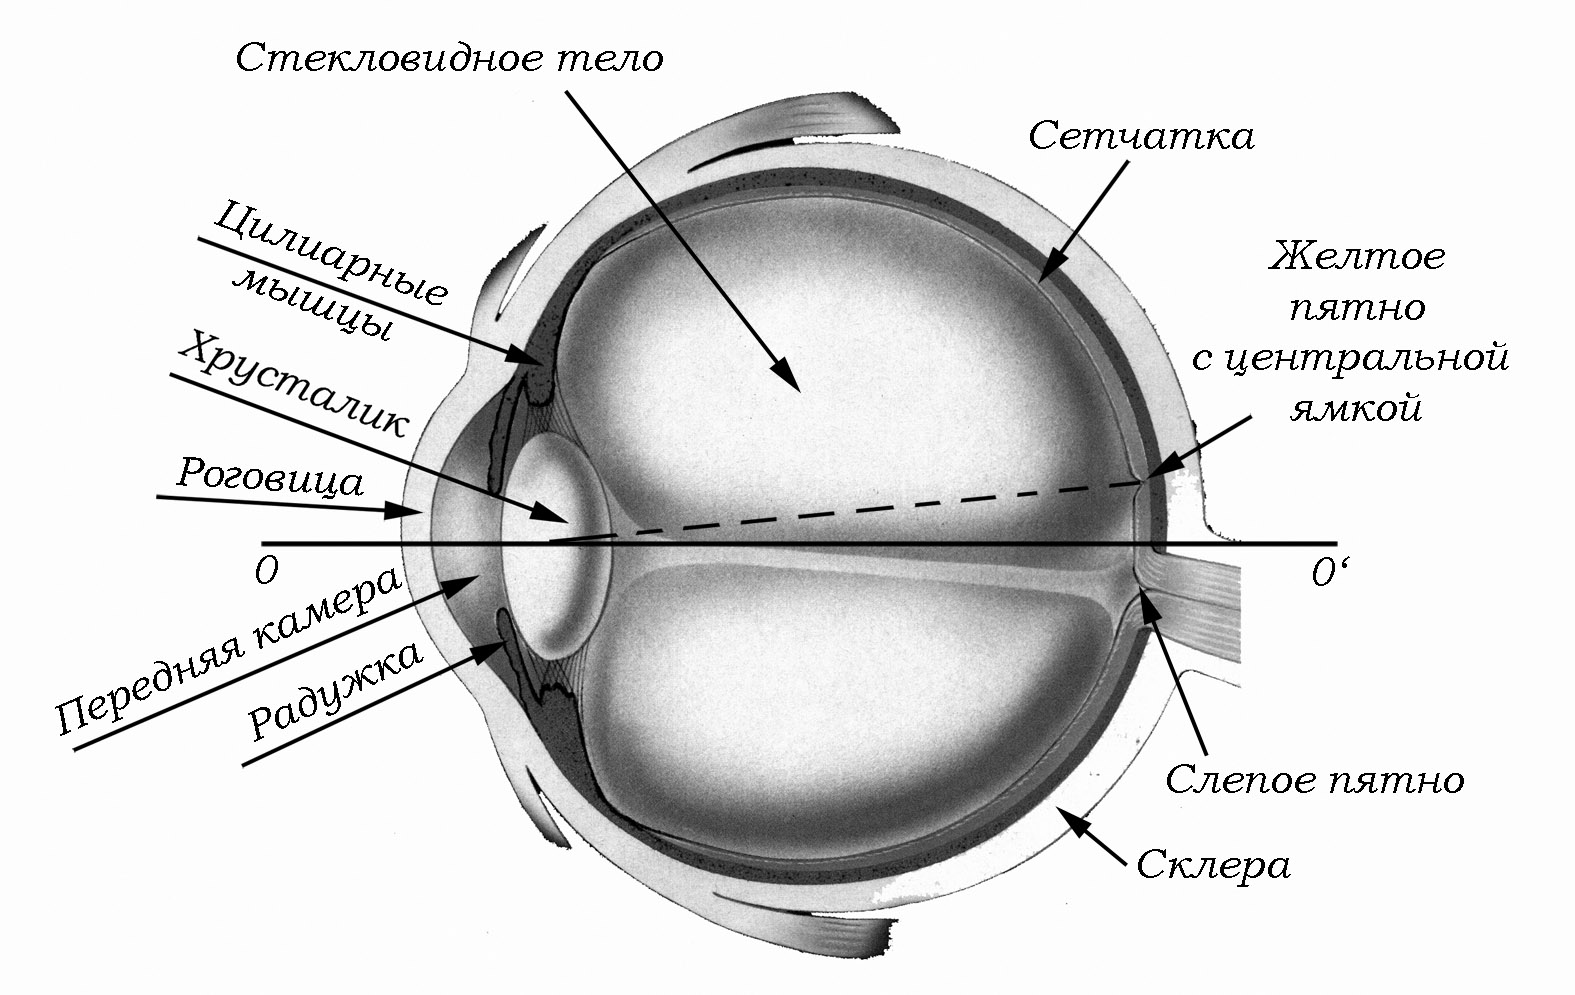 Стекловидное тело
Сетчатка
Цилиарные
мышцы
Желтое
пятно
с центральной
ямкой
Хрусталик
Роговица
0
0‘
Передняя камера
Радужка
Слепое пятно
Склера